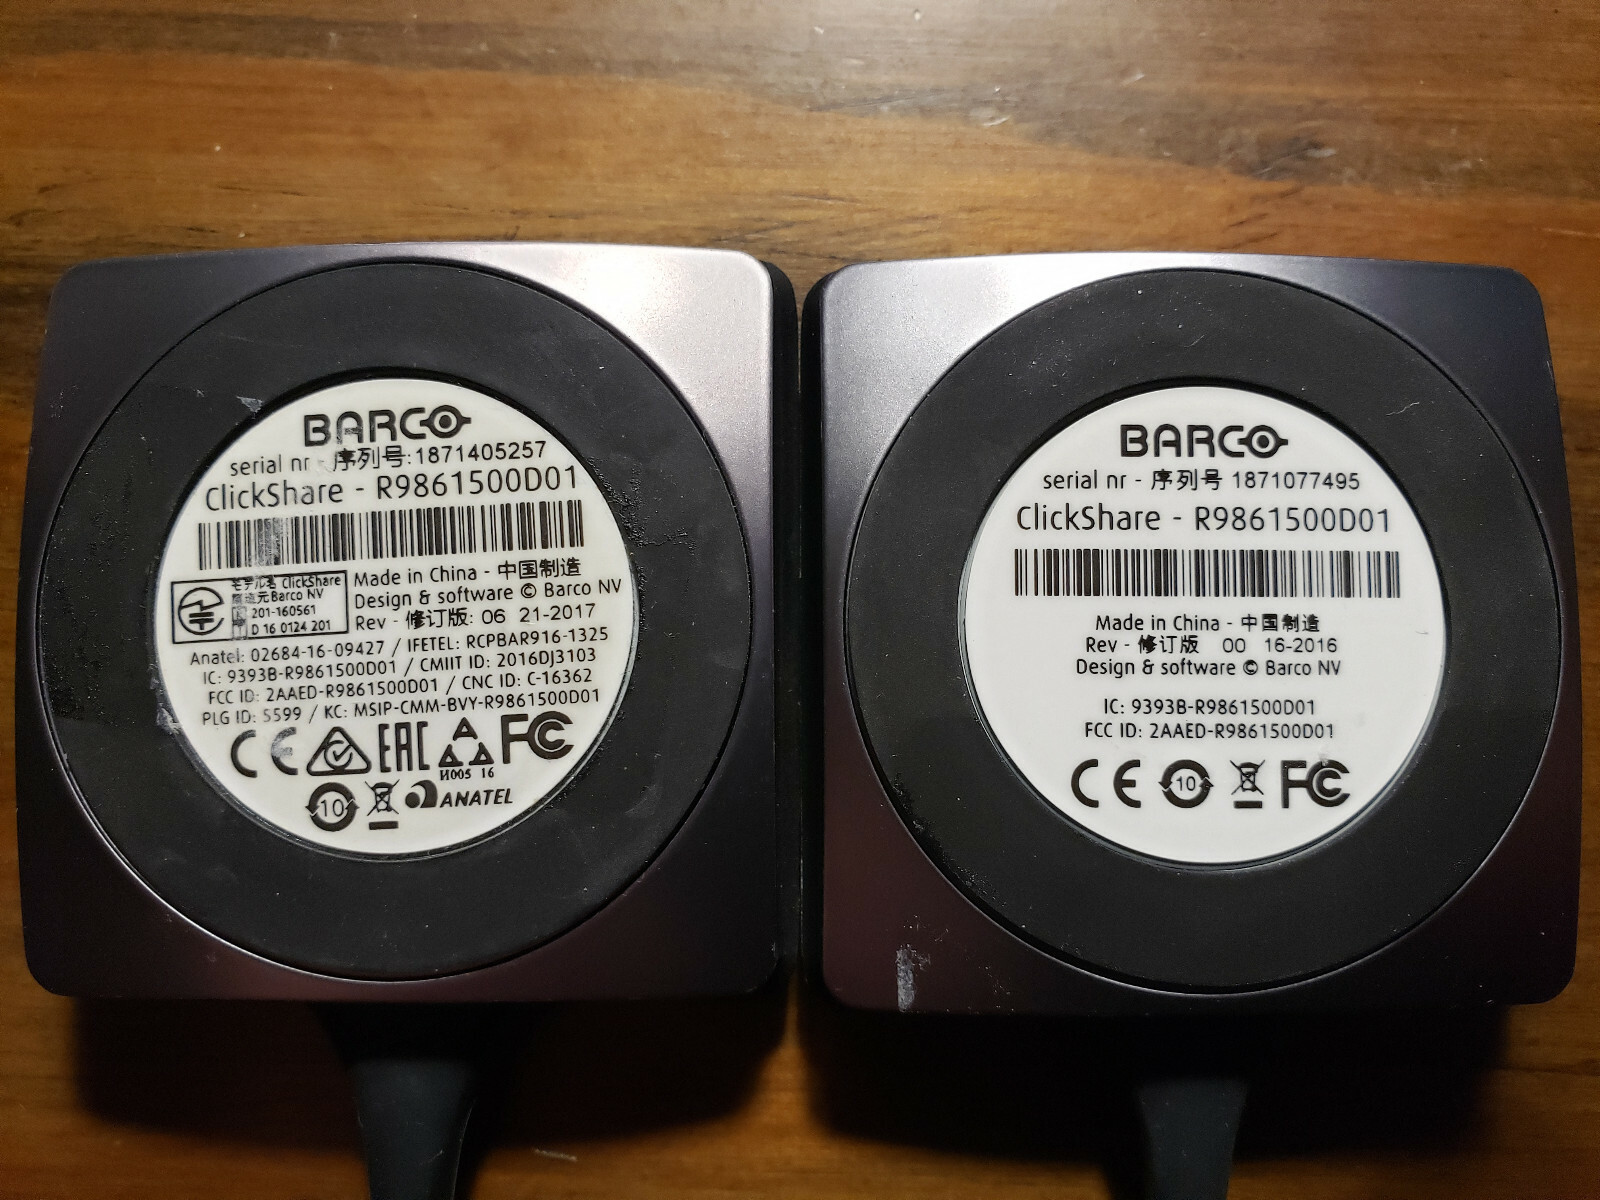 BARCO
serial nr - 序列号:1871405257
ClickShare - R9861500D01
モデル名 ClickShare
製造元 Barco NV
201-160561
D 16 0124 201
Made in China - 中国制造
Design & software © Barco NV
Rev - 修订版: 06 21-2017
Anatel: 02684-16-09427 / IFETEL: RCPBAR916-1325
IC: 9393B-R9861500D01 / CMIIT ID: 2016DJ3103
FCC ID: 2AAED-R9861500D01 / CNC ID: C-16362
PLG ID: 5599 / KC: MSIP-CMM-BVY-R9861500D01
CE EAC FC
И005 16
10 ANATEL
BARCO
serial nr - 序列号 1871077495
ClickShare - R9861500D01
Made in China - 中国制造
Rev - 修订版 00 16-2016
Design & software © Barco NV
IC: 9393B-R9861500D01
FCC ID: 2AAED-R9861500D01
CE 10 FC